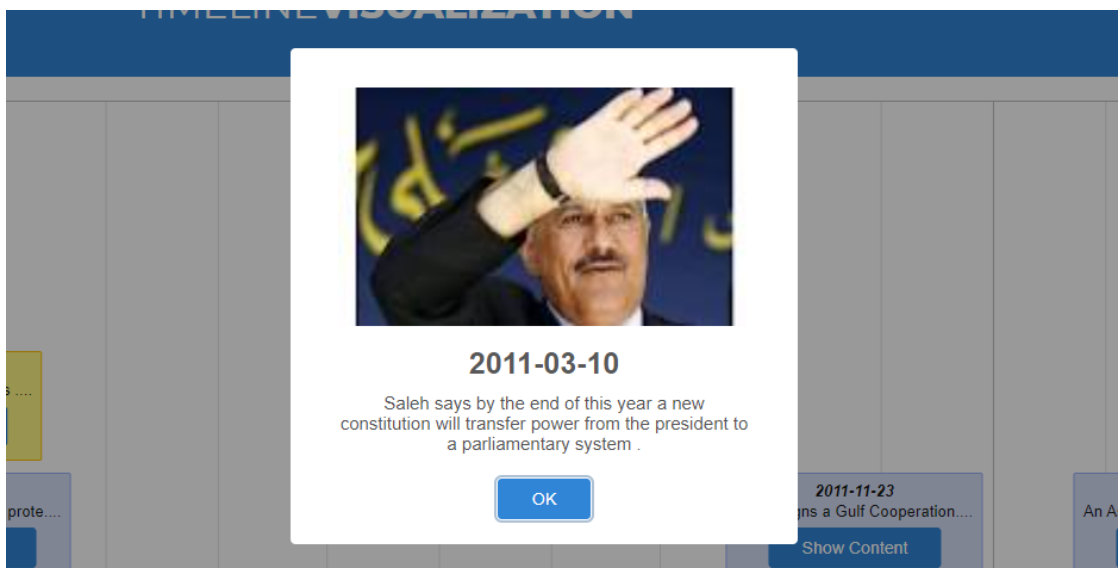 TIMELINEVISUALIZATION
2011-03-10
Saleh says by the end of this year a new
constitution will transfer power from the president to
a parliamentary system .
OK
s ....
prote....
2011-11-23
gns a Gulf Cooperation....
Show Content
An A